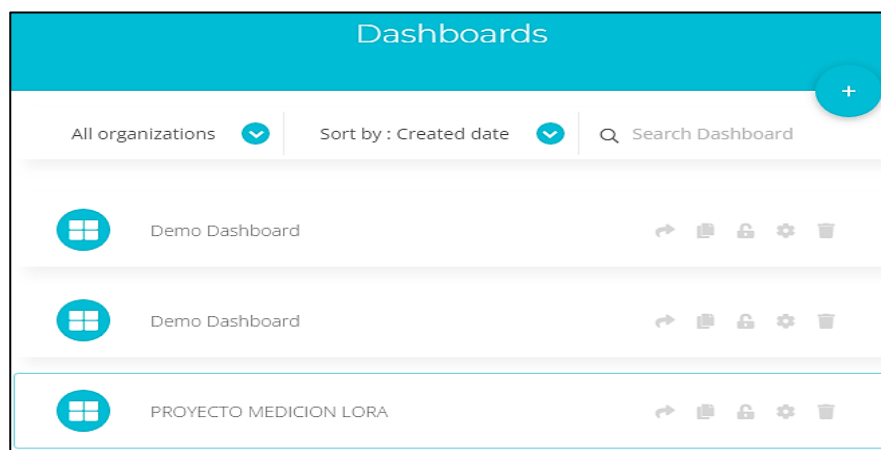 Dashboards
+
All organizations Sort by : Created date Search Dashboard
Demo Dashboard
Demo Dashboard
PROYECTO MEDICION LORA